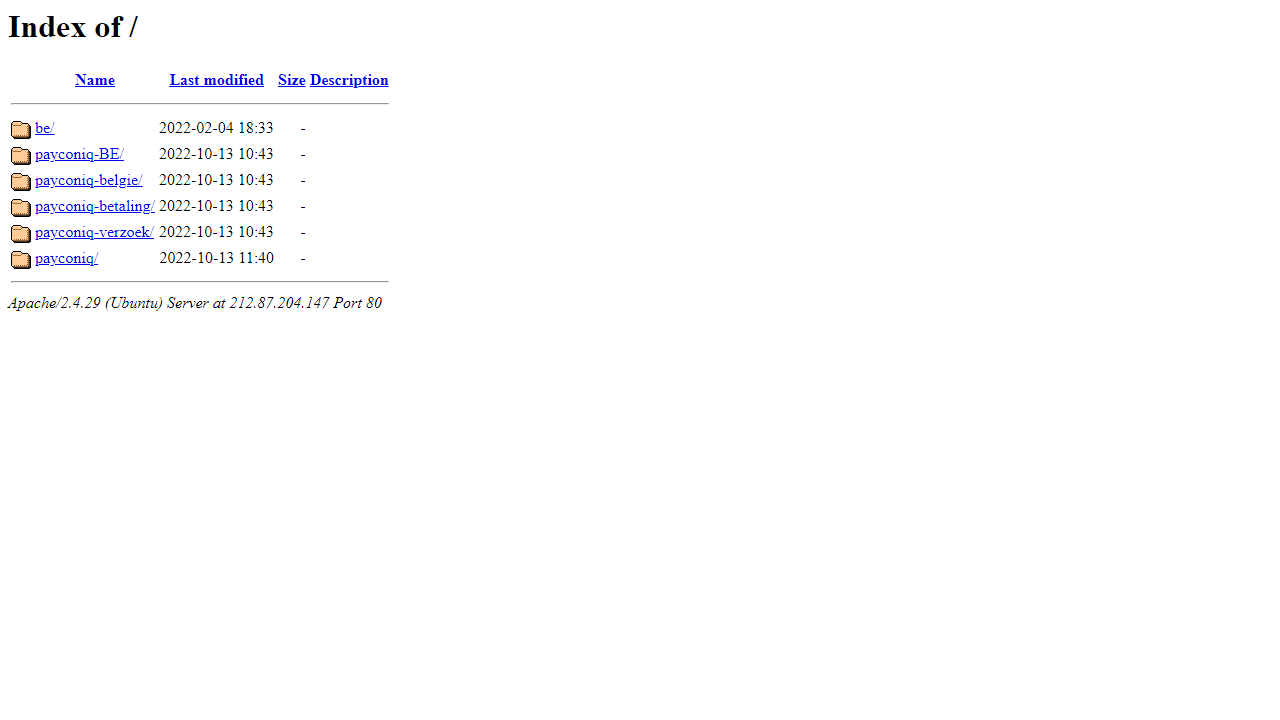 Index of /
Name Last modified Size Description
be/ 2022-02-04 18:33 -
payconiq-BE/ 2022-10-13 10:43 -
payconiq-belgie/ 2022-10-13 10:43 -
payconiq-betaling/ 2022-10-13 10:43 -
payconiq-verzoek/ 2022-10-13 10:43 -
payconiq/ 2022-10-13 11:40 -
Apache/2.4.29 (Ubuntu) Server at 212.87.204.147 Port 80